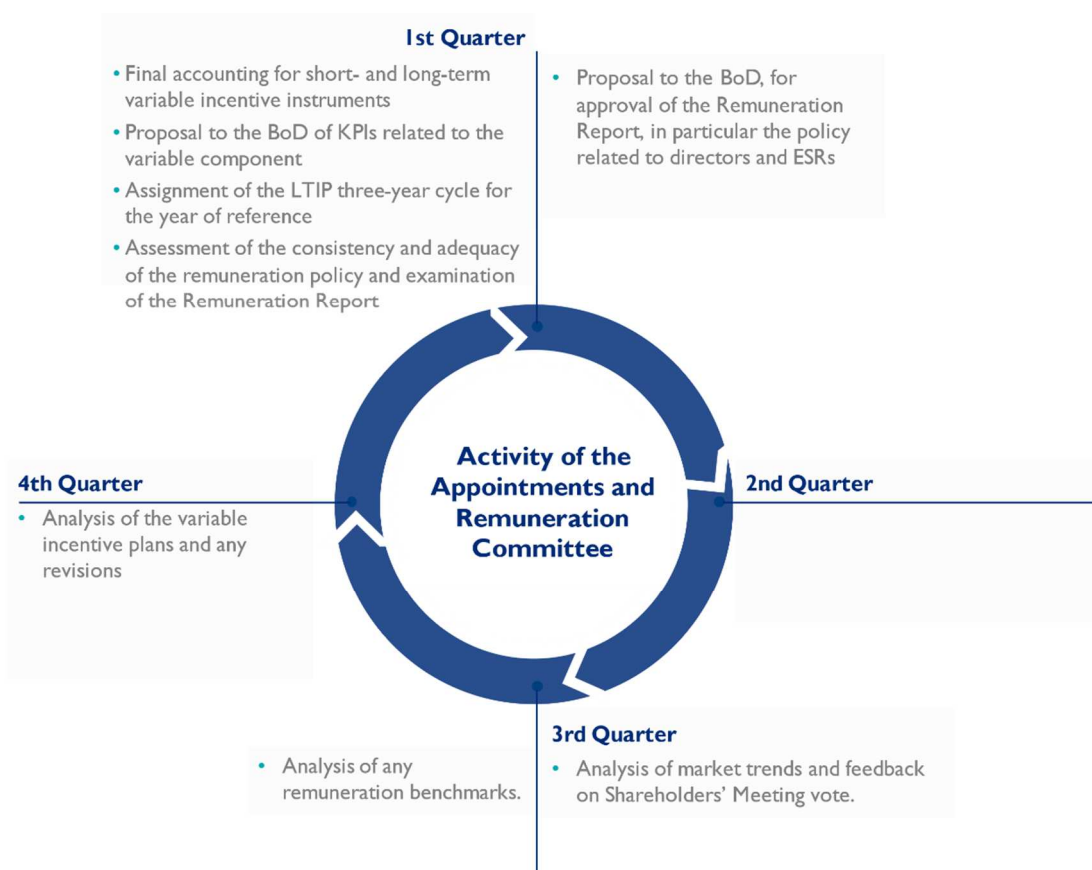 1st Quarter
• Final accounting for short- and long-term
variable incentive instruments
• Proposal to the BoD of KPIs related to the
variable component
• Assignment of the LTIP three-year cycle for
the year of reference
• Assessment of the consistency and adequacy
of the remuneration policy and examination
of the Remuneration Report
• Proposal to the BoD, for
approval of the Remuneration
Report, in particular the policy
related to directors and ESRs
Activity of the
Appointments and
Remuneration
Committee
2nd Quarter
3rd Quarter
• Analysis of market trends and feedback
on Shareholders' Meeting vote.
• Analysis of any
remuneration benchmarks.
4th Quarter
• Analysis of the variable
incentive plans and any
revisions